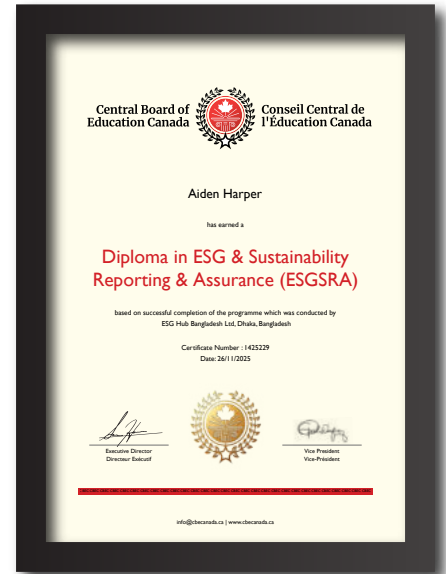 Central Board of
Education Canada
Conseil Central de
l'Éducation Canada
Aiden Harper
has earned a
Diploma in ESG & Sustainability
Reporting & Assurance (ESGSRA)
based on successful completion of the programme which was conducted by
ESG Hub Bangladesh Ltd, Dhaka, Bangladesh
Certificate Number : 1425229
Date: 26/11/2025
Executive Director
Directeur Exécutif
Vice President
Vice-Président
info@cbecanada.ca | www.cbecanada.ca